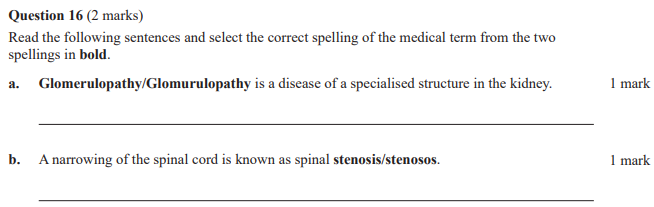 Question 16 (2 marks)
Read the following sentences and select the correct spelling of the medical term from the two
spellings in bold.
a. Glomerulopathy/Glomurulopathy is a disease of a specialised structure in the kidney. 1 mark
b. A narrowing of the spinal cord is known as spinal stenosis/stenosos. 1 mark